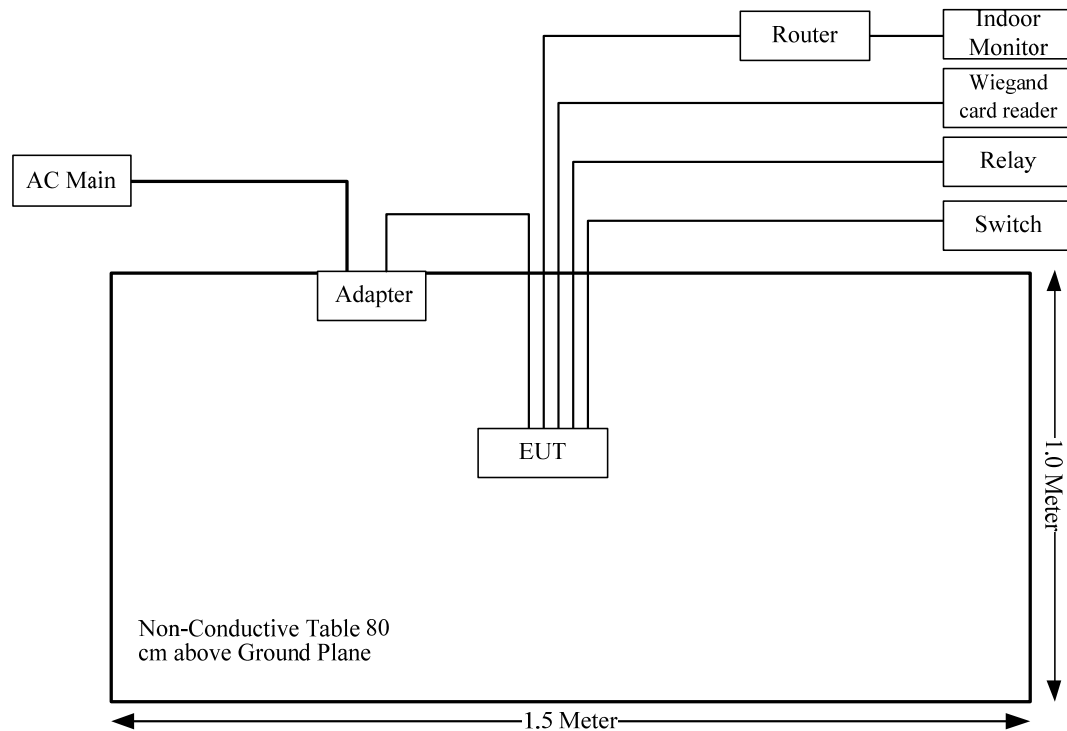 Router
Indoor
Monitor
Wiegand
card reader
AC Main
Relay
Switch
Adapter
EUT
1.0 Meter
Non-Conductive Table 80
cm above Ground Plane
1.5 Meter